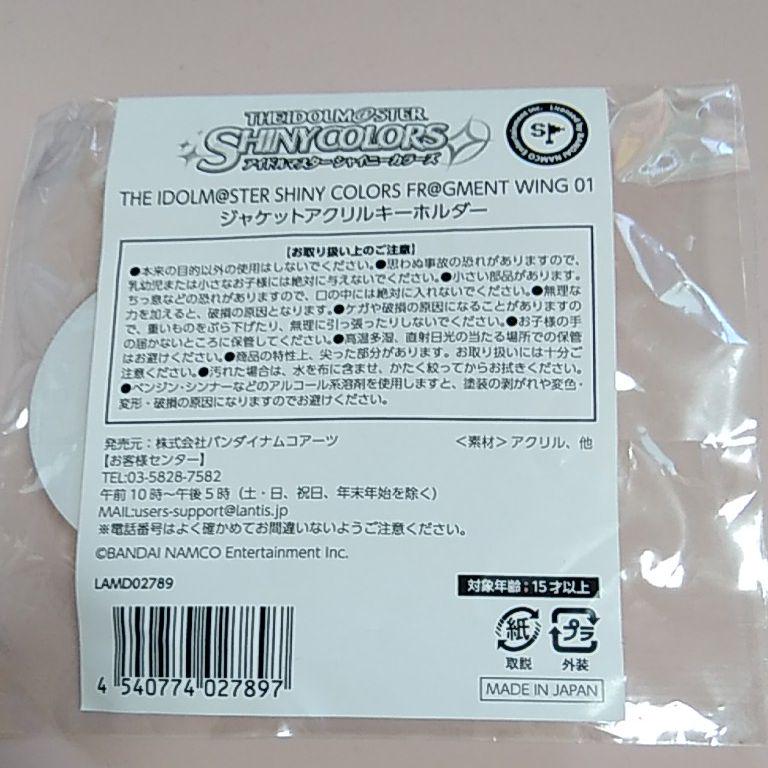 THE IDOLM@STER
SHINY COLORS
アイドルマスター シャイニーカラーズ
Licensed by BANDAI NAMCO Entertainment Inc.
SP
THE IDOLM@STER SHINY COLORS FR@GMENT WING 01
ジャケットアクリルキーホルダー
【お取り扱い上のご注意】
●本来の目的以外の使用はしないでください。●思わぬ事故の恐れがありますので、
乳幼児または小さなお子様には絶対に与えないでください。●小さい部品があります。
ちっ息などの恐れがありますので、口の中には絶対に入れないでください。●無理な
力を加えると、破損の原因となります。●ケガや破損の原因になることがありますの
で、重いものをぶら下げたり、無理に引っ張ったりしないでください。●お子様の手
の届かないところに保管してください。●高温多湿、直射日光の当たる場所での保管
はお避けください。●商品の特性上、尖った部分があります。お取り扱いには十分ご
注意ください。●汚れた場合は、水を布に含ませ、かたく絞ってからお拭きください。
●ベンジン・シンナーなどのアルコール系溶剤を使用しますと、塗装の剥がれや変色・
変形・破損の原因になりますのでお避けください。
発売元:株式会社バンダイナムコアーツ
<素材>アクリル、他
【お客様センター】
TEL:03-5828-7582
午前10時～午後5時（土・日、祝日、年末年始を除く）
MAIL:users-support@lantis.jp
※電話番号はよく確かめてお間違いないようご注意ください。
©BANDAI NAMCO Entertainment Inc.
LAMD02789
対象年齢:15才以上
紙
プラ
取説
外装
4 540774 027897
MADE IN JAPAN